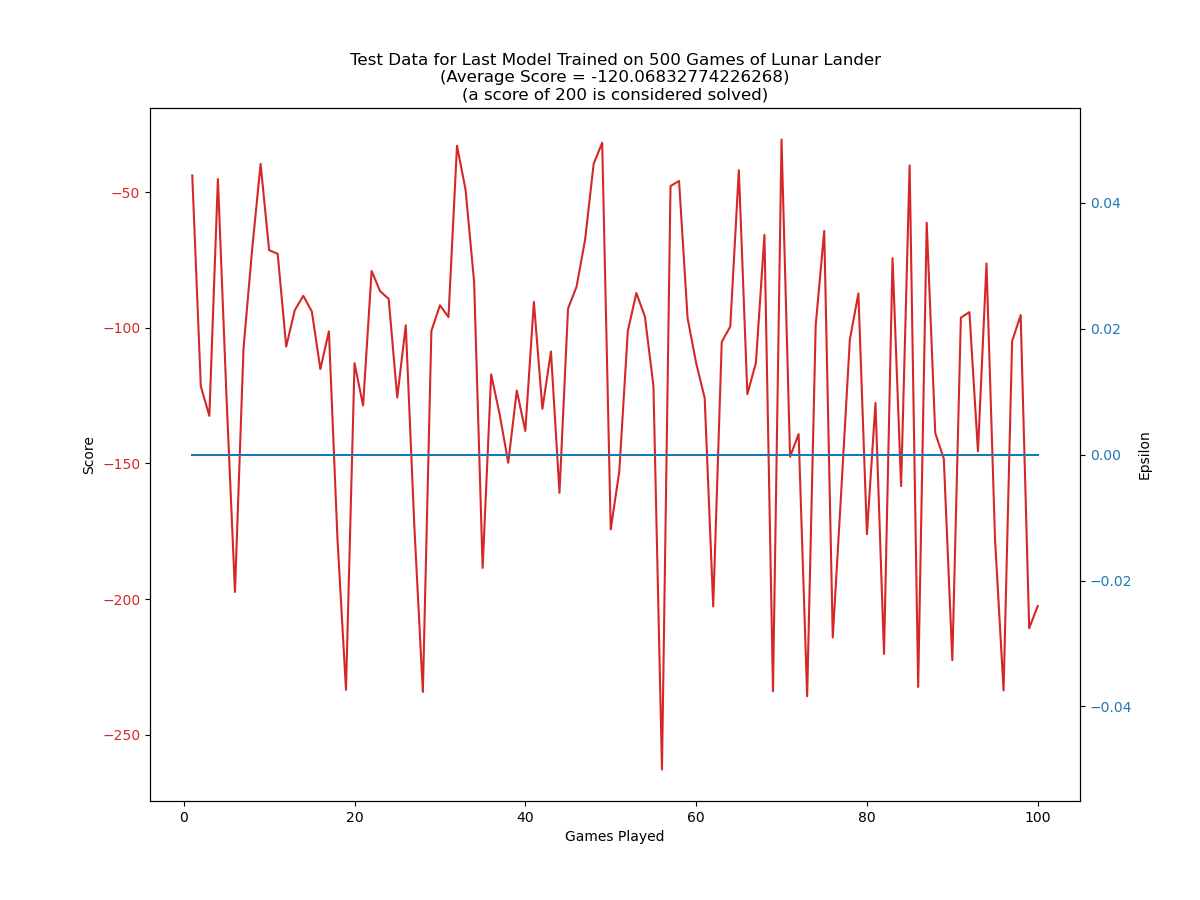 Test Data for Last Model Trained on 500 Games of Lunar Lander
(Average Score = -120.06832774226268)
(a score of 200 is considered solved)
−50
−100
−150
−200
−250
Score
0.04
0.02
0.00
−0.02
−0.04
Epsilon
0 20 40 60 80 100
Games Played